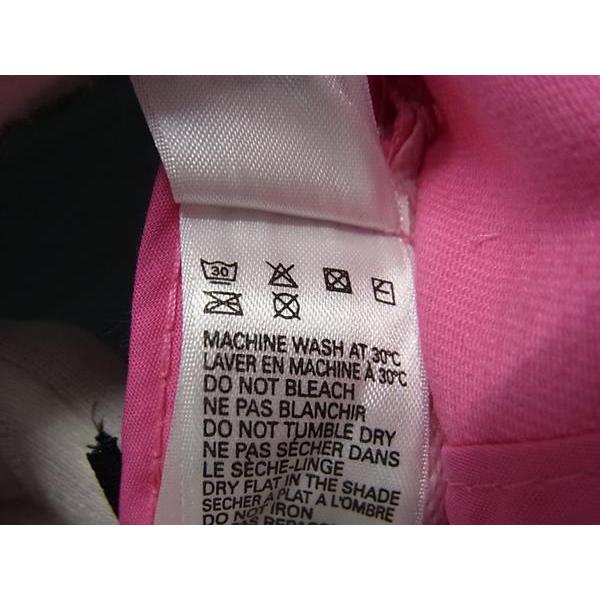 30
MACHINE WASH AT 30°C
LAVER EN MACHINE A 30°C
DO NOT BLEACH
NE PAS BLANCHIR
DO NOT TUMBLE DRY
NE PAS SÉCHER DANS
LE SÈCHE-LINGE
DRY FLAT IN THE SHADE
SECHER A PLAT A L'OMBRE
DO NOT IRON